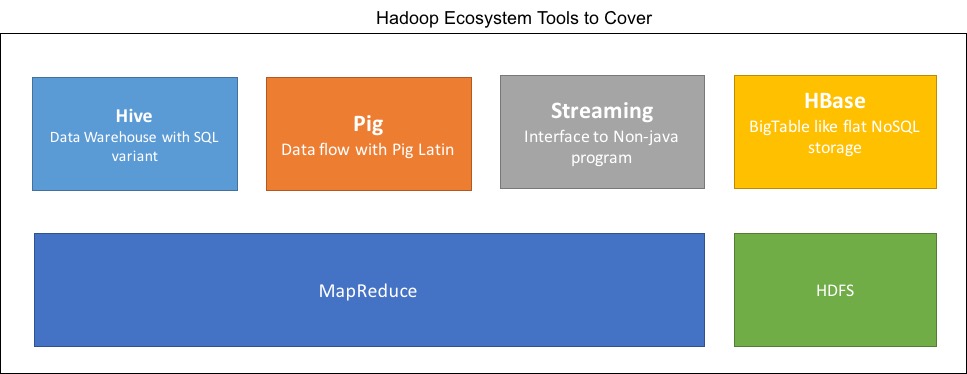 Hadoop Ecosystem Tools to Cover
Hive
Data Warehouse with SQL
variant
Pig
Data flow with Pig Latin
Streaming
Interface to Non-java
program
HBase
BigTable like flat NoSQL
storage
MapReduce
HDFS